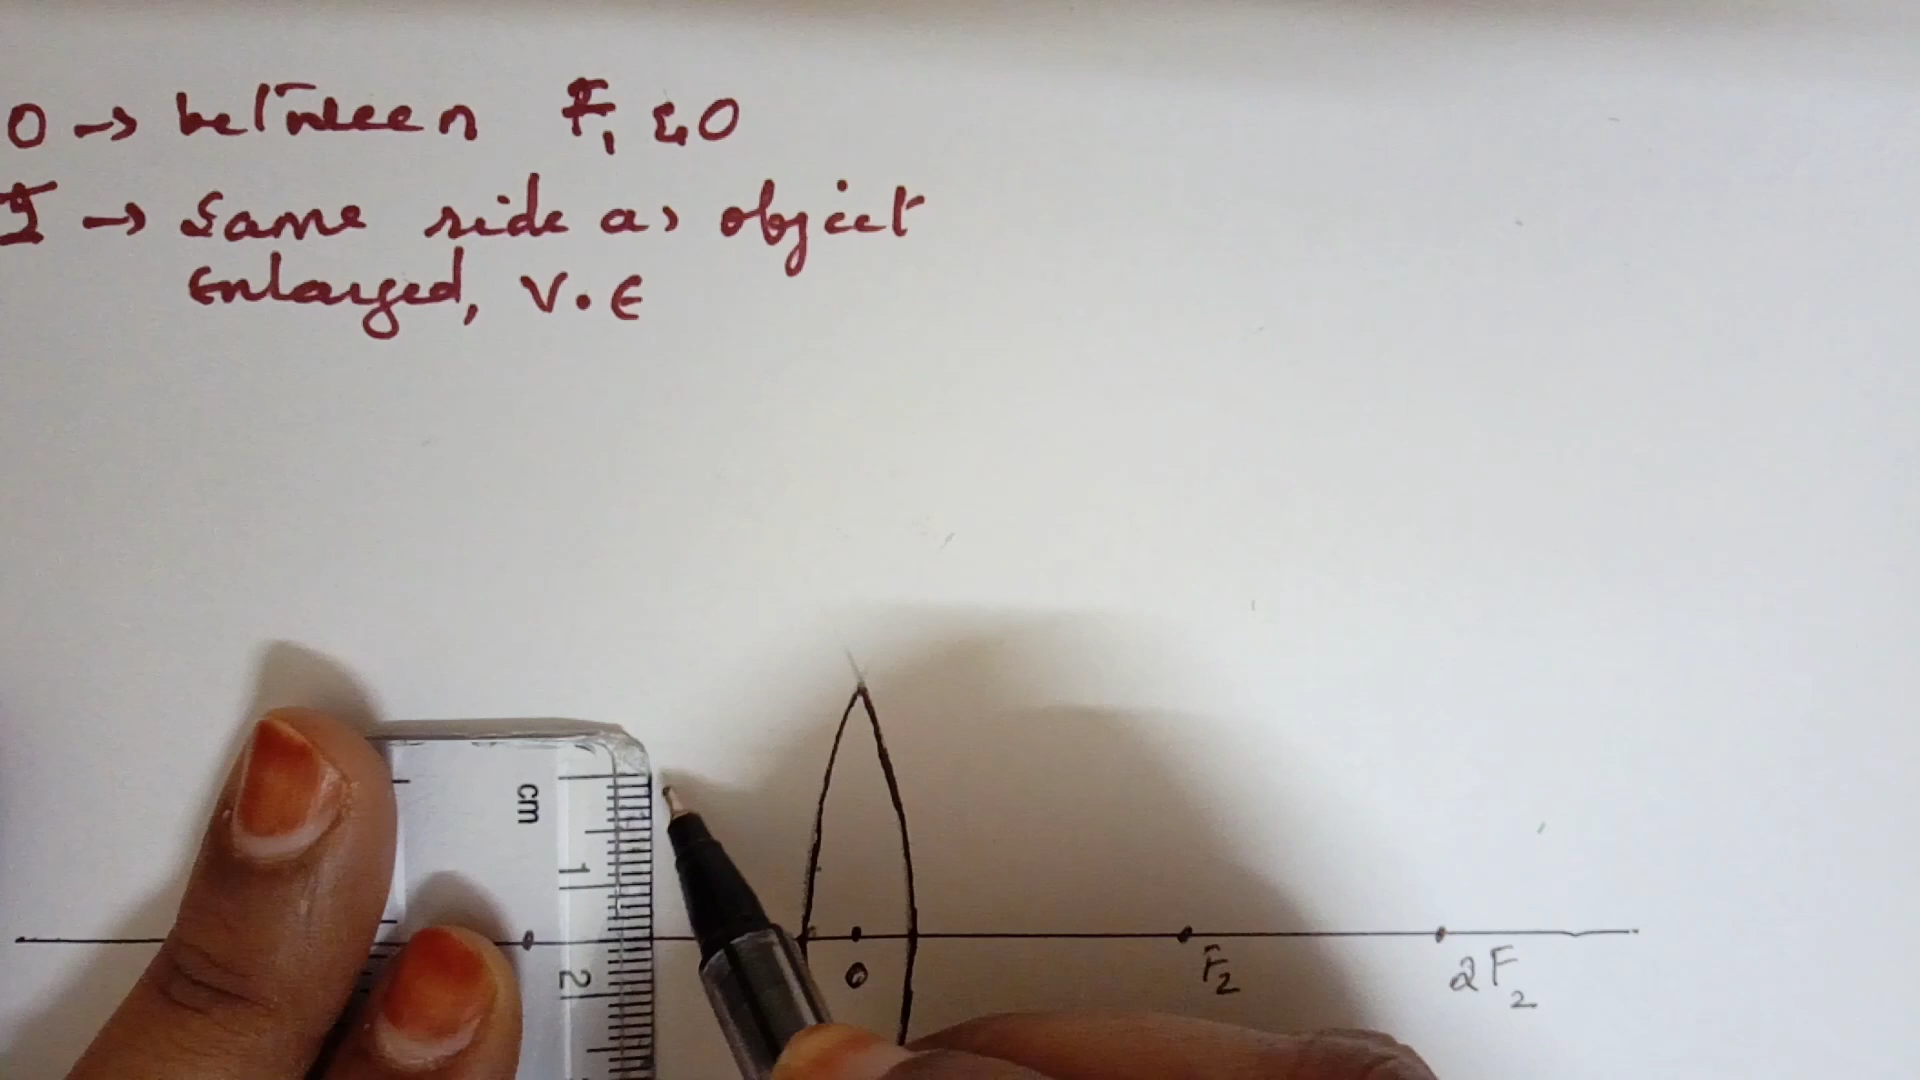 O → between F₁ & O
I → Same side as object
Enlarged, V.E
cm
1
2
O
F₂
2F₂